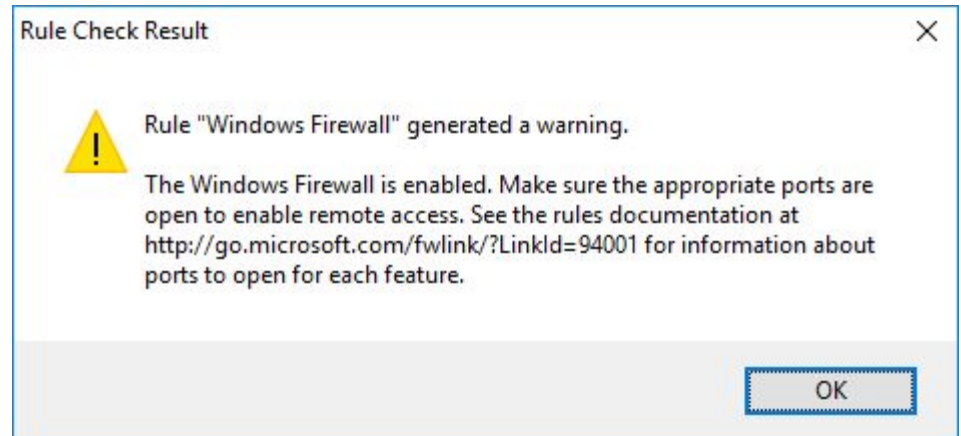 Rule Check Result
Rule "Windows Firewall" generated a warning.
The Windows Firewall is enabled. Make sure the appropriate ports are
open to enable remote access. See the rules documentation at
http://go.microsoft.com/fwlink/?LinkId=94001 for information about
ports to open for each feature.
OK